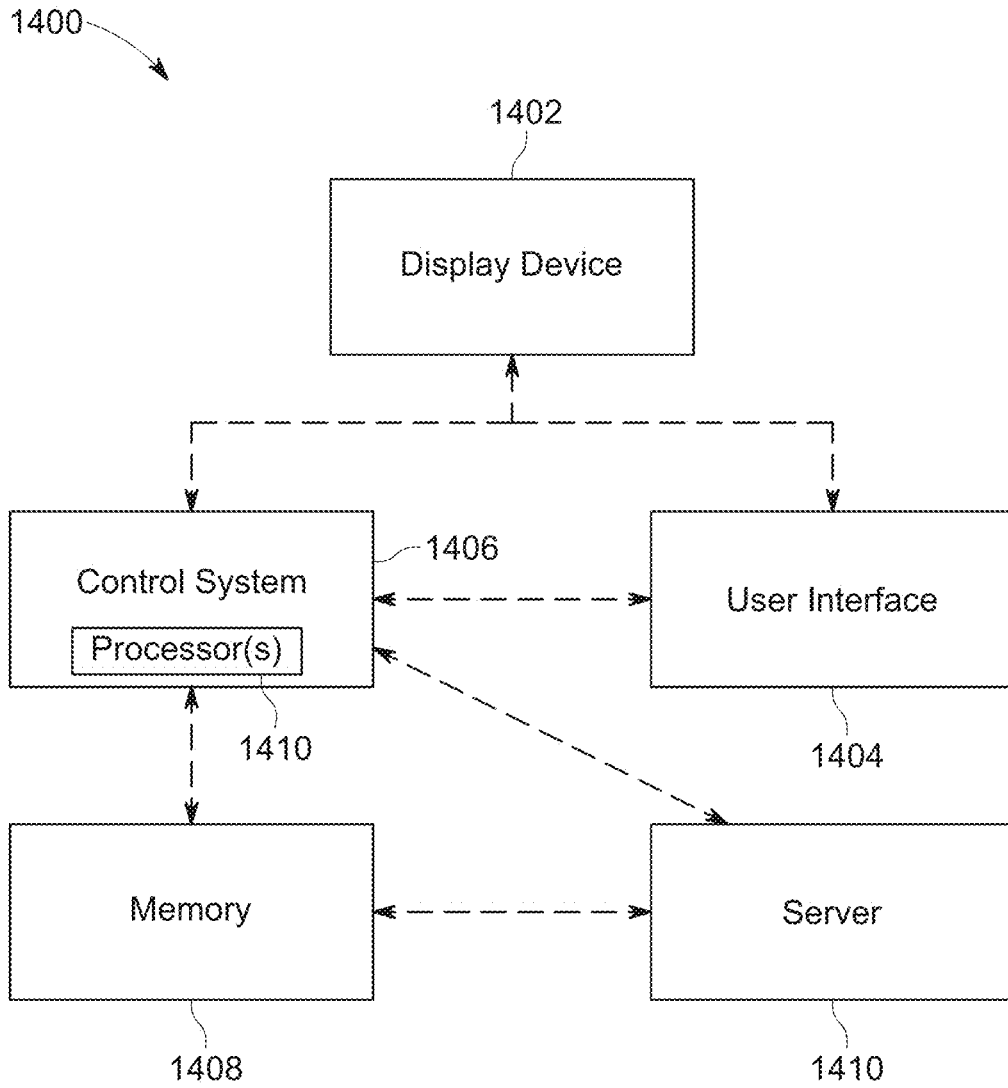 1400
1402
Display Device
1406
Control System
Processor(s)
User Interface
1410
1404
Memory
Server
1408
1410